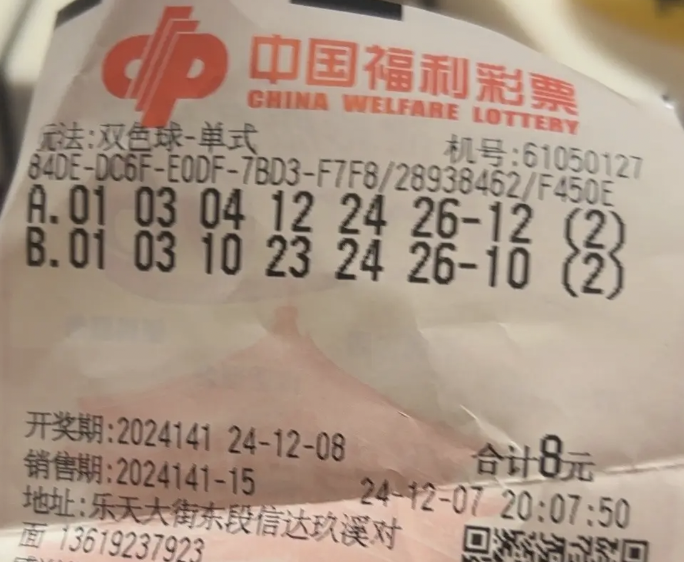 中国福利彩票
CHINA WELFARE LOTTERY
玩法:双色球-单式 机号:61050127
84DE-DC6F-E0DF-7BD3-F7F8/28938462/F450E
A.01 03 04 12 24 26-12 (2)
B.01 03 10 23 24 26-10 (2)
开奖期:2024141 24-12-08 合计8元
销售期:2024141-15 24-12-07 20:07:50
地址:乐天大街东段信达玖溪对
面 13619237923